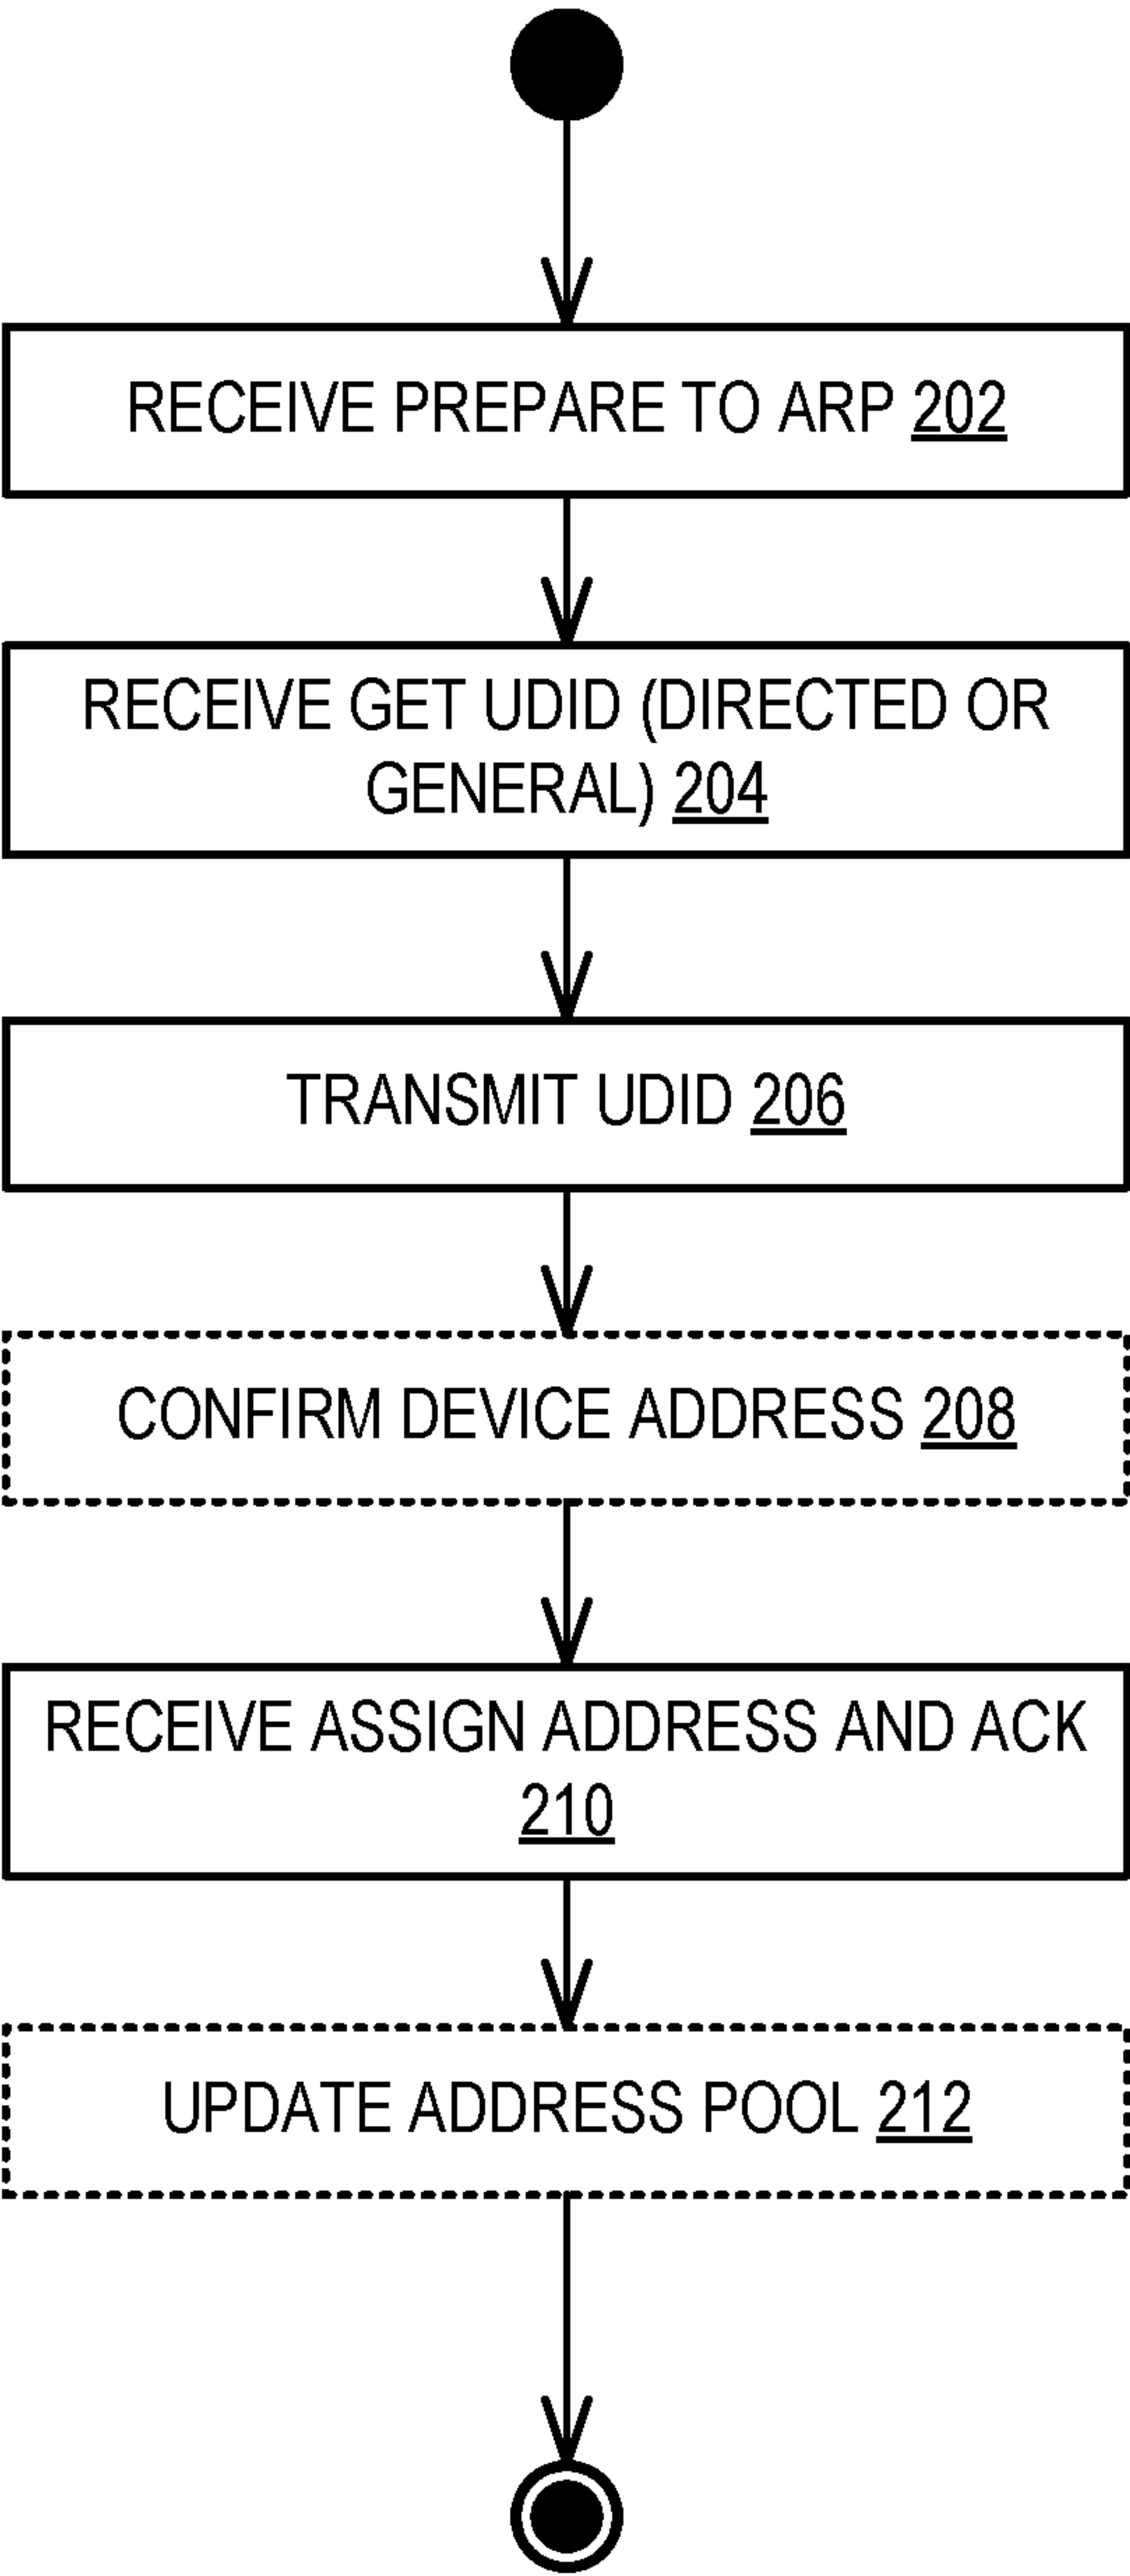 RECEIVE PREPARE TO ARP 202
RECEIVE GET UDID (DIRECTED OR
GENERAL) 204
TRANSMIT UDID 206
CONFIRM DEVICE ADDRESS 208
RECEIVE ASSIGN ADDRESS AND ACK
210
UPDATE ADDRESS POOL 212